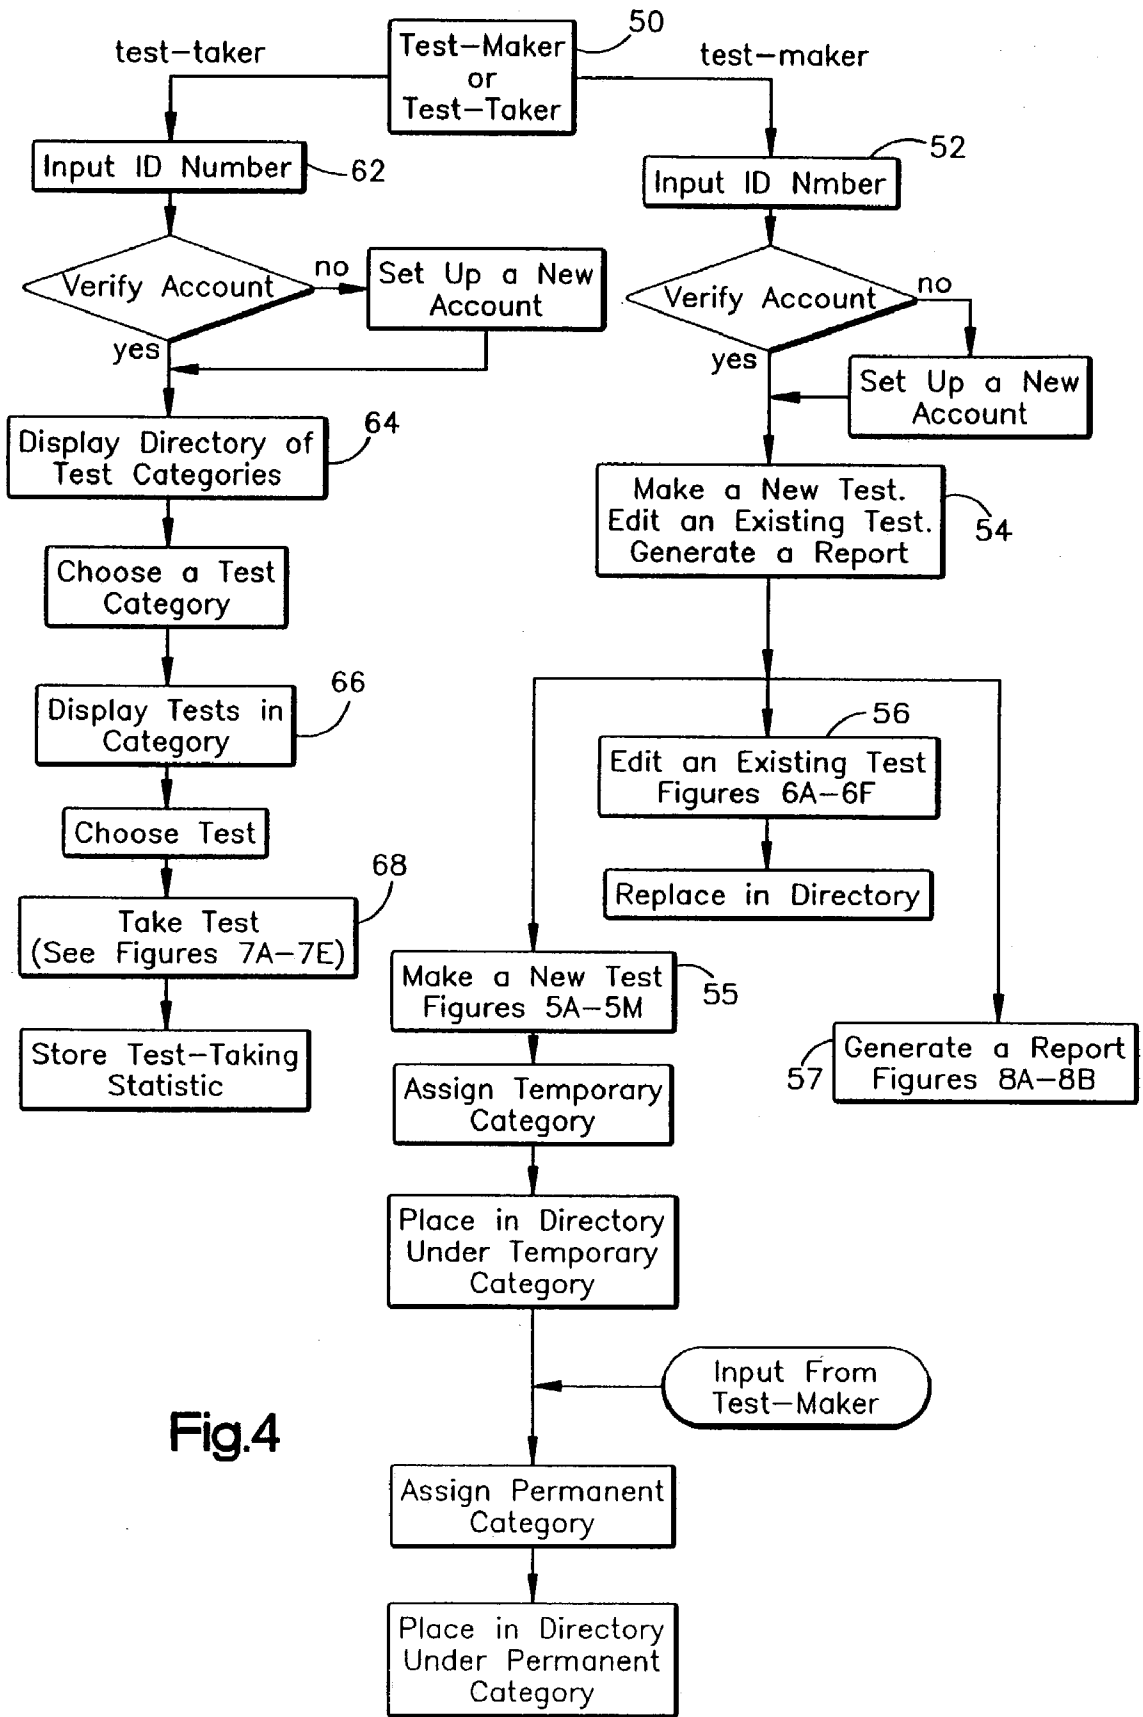 50
test-taker
Test-Maker
or
Test-Taker
test-maker
Input ID Number
62
52
Input ID Nmber
Verify Account
no
yes
Set Up a New
Account
Verify Account
no
yes
Set Up a New
Account
Display Directory of
Test Categories
64
Make a New Test.
Edit an Existing Test.
Generate a Report
54
Choose a Test
Category
Display Tests in
Category
66
56
Edit an Existing Test
Figures 6A-6F
Choose Test
Replace in Directory
68
Take Test
(See Figures 7A-7E)
Make a New Test
Figures 5A-5M
55
Store Test-Taking
Statistic
57
Generate a Report
Figures 8A-8B
Assign Temporary
Category
Place in Directory
Under Temporary
Category
Input From
Test-Maker
Fig.4
Assign Permanent
Category
Place in Directory
Under Permanent
Category